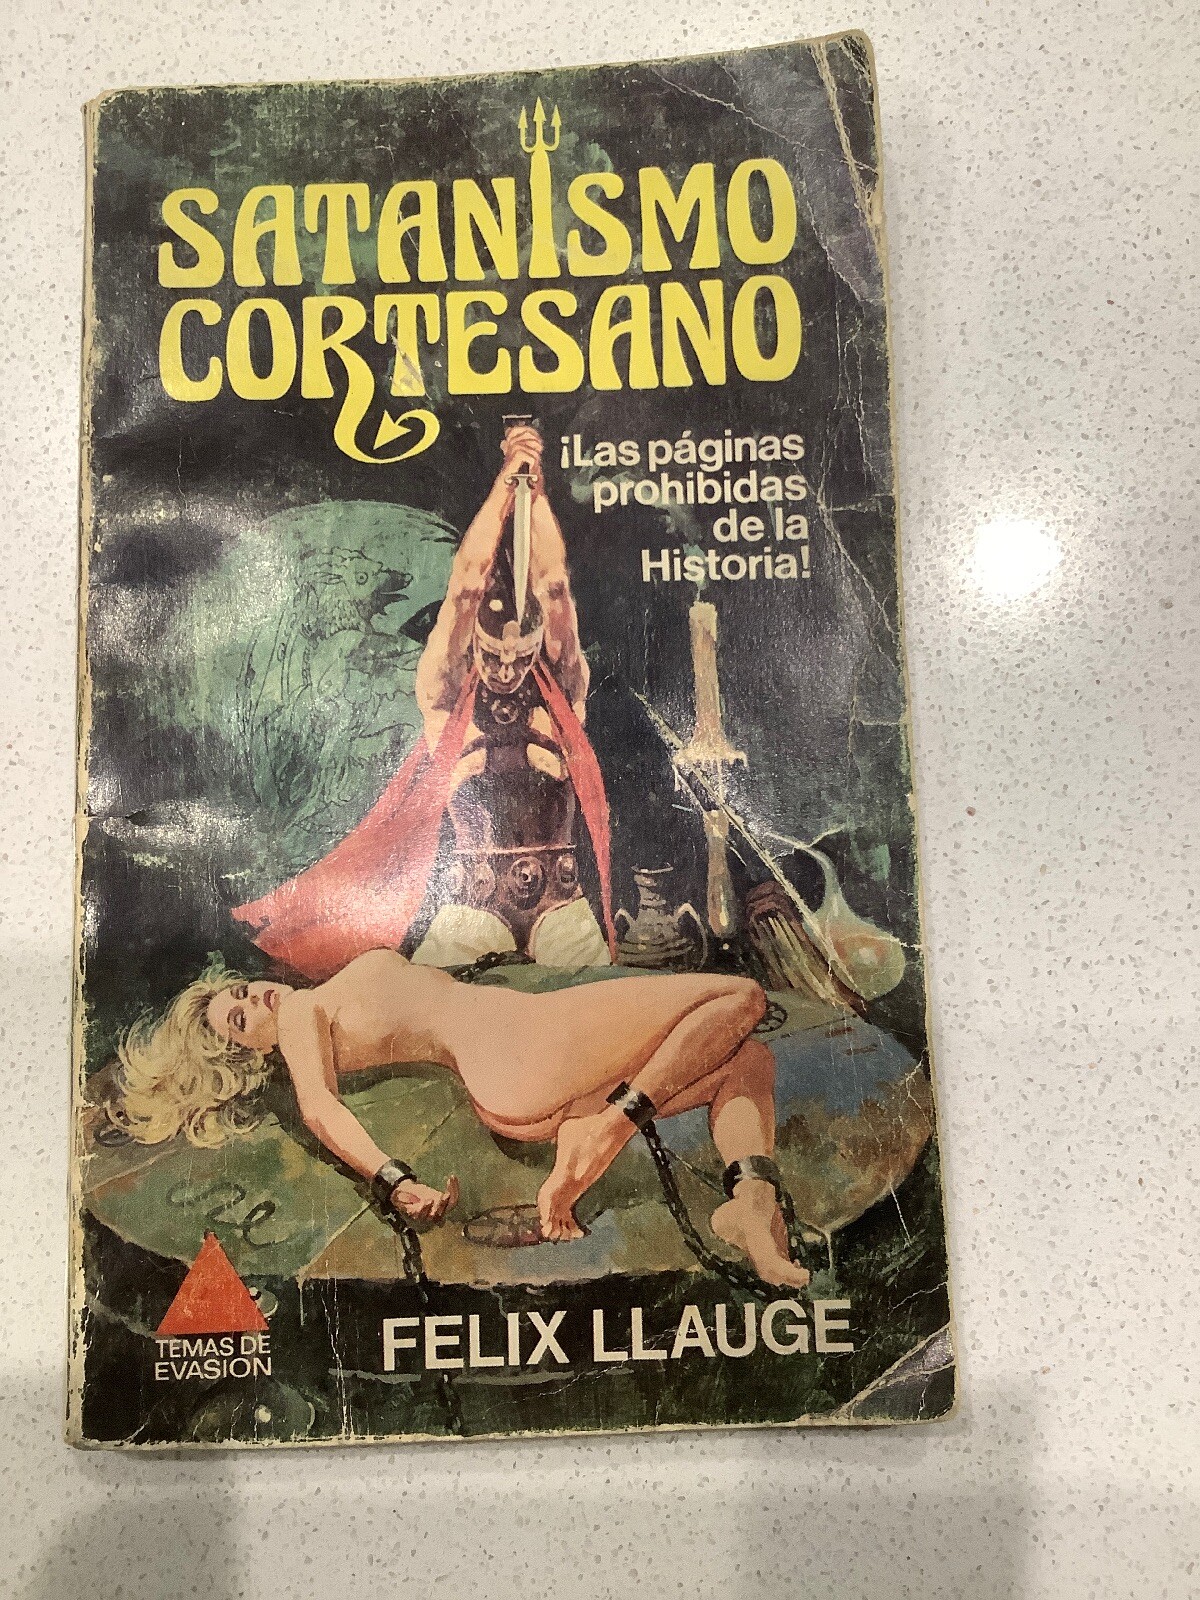 SATANISMO
CORTESANO
¡Las páginas
prohibidas
de la
Historia!
TEMAS DE
EVASION
FELIX LLAUGE